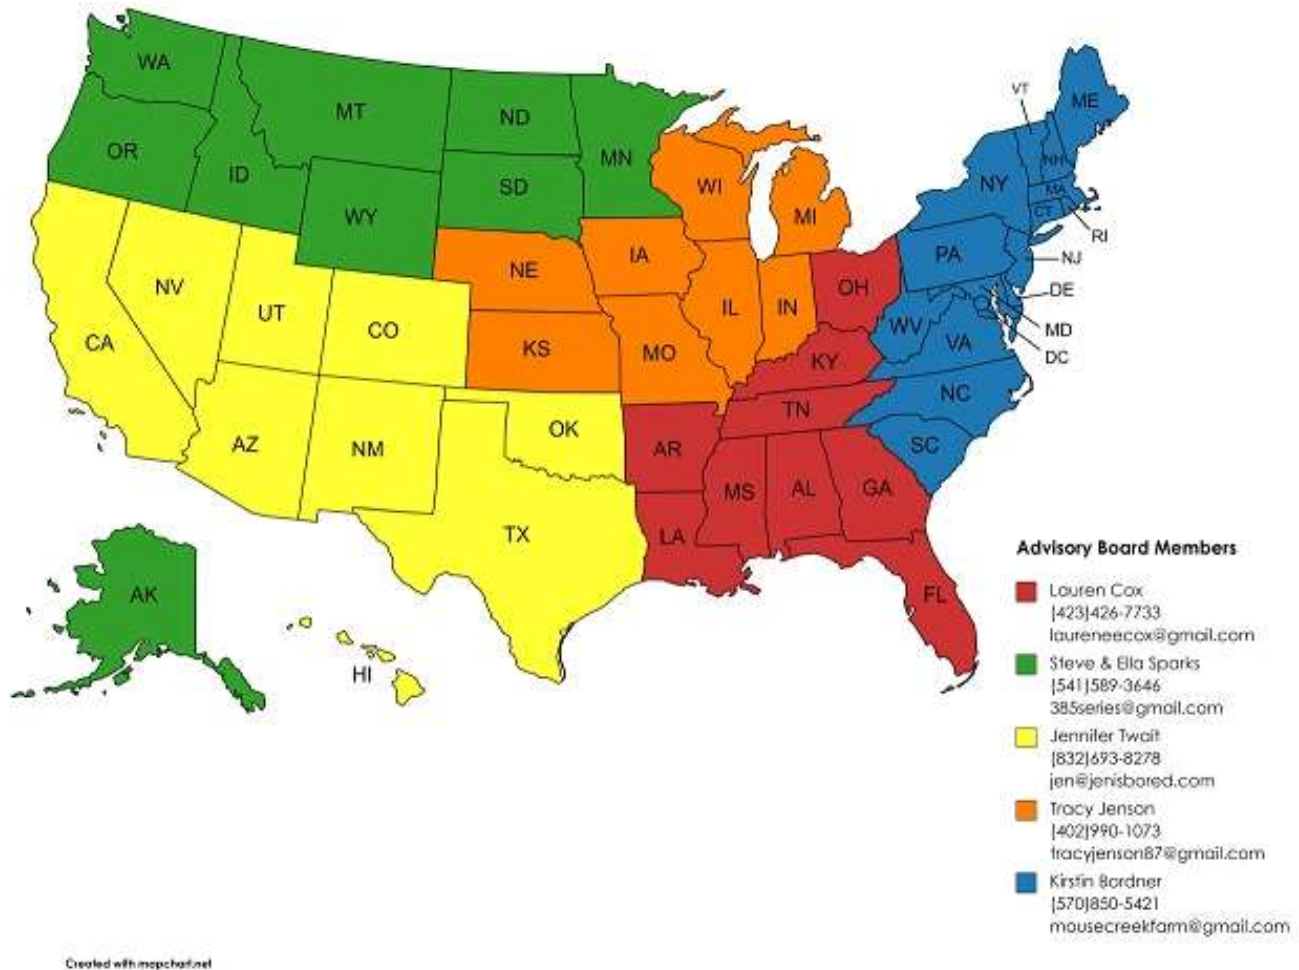 WA
MT
ND
MN
OR
ID
SD
WY
WI
MI
VT
ME
NH
NY
MA
CT
RI
PA
NJ
DE
MD
DC
NV
UT
CO
CA
NE
IA
KS
MO
IL
IN
OH
WV
VA
KY
NC
TN
SC
AZ
NM
OK
AR
TX
LA
MS
AL
GA
FL
AK
HI
Advisory Board Members
Lauren Cox
(423)426-7733
laureneecox@gmail.com
Steve & Ella Sparks
(541)589-3646
385series@gmail.com
Jennifer Twait
(832)693-8278
jen@jenisbored.com
Tracy Jenson
(402)990-1073
tracyjenson87@gmail.com
Kirstin Bordner
(570)850-5421
mousecreekfarm@gmail.com
Created with mapchart.net